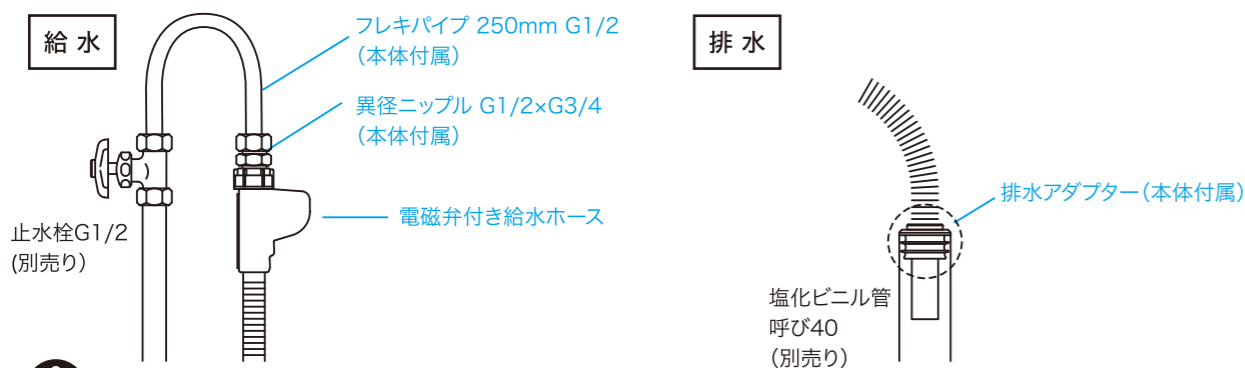 給水
フレキパイプ 250mm G1/2
（本体付属）
異径ニップル G1/2×G3/4
（本体付属）
電磁弁付き給水ホース
止水栓G1/2
(別売り）
排水
排水アダプター（本体付属）
塩化ビニル管
呼び40
（別売り）